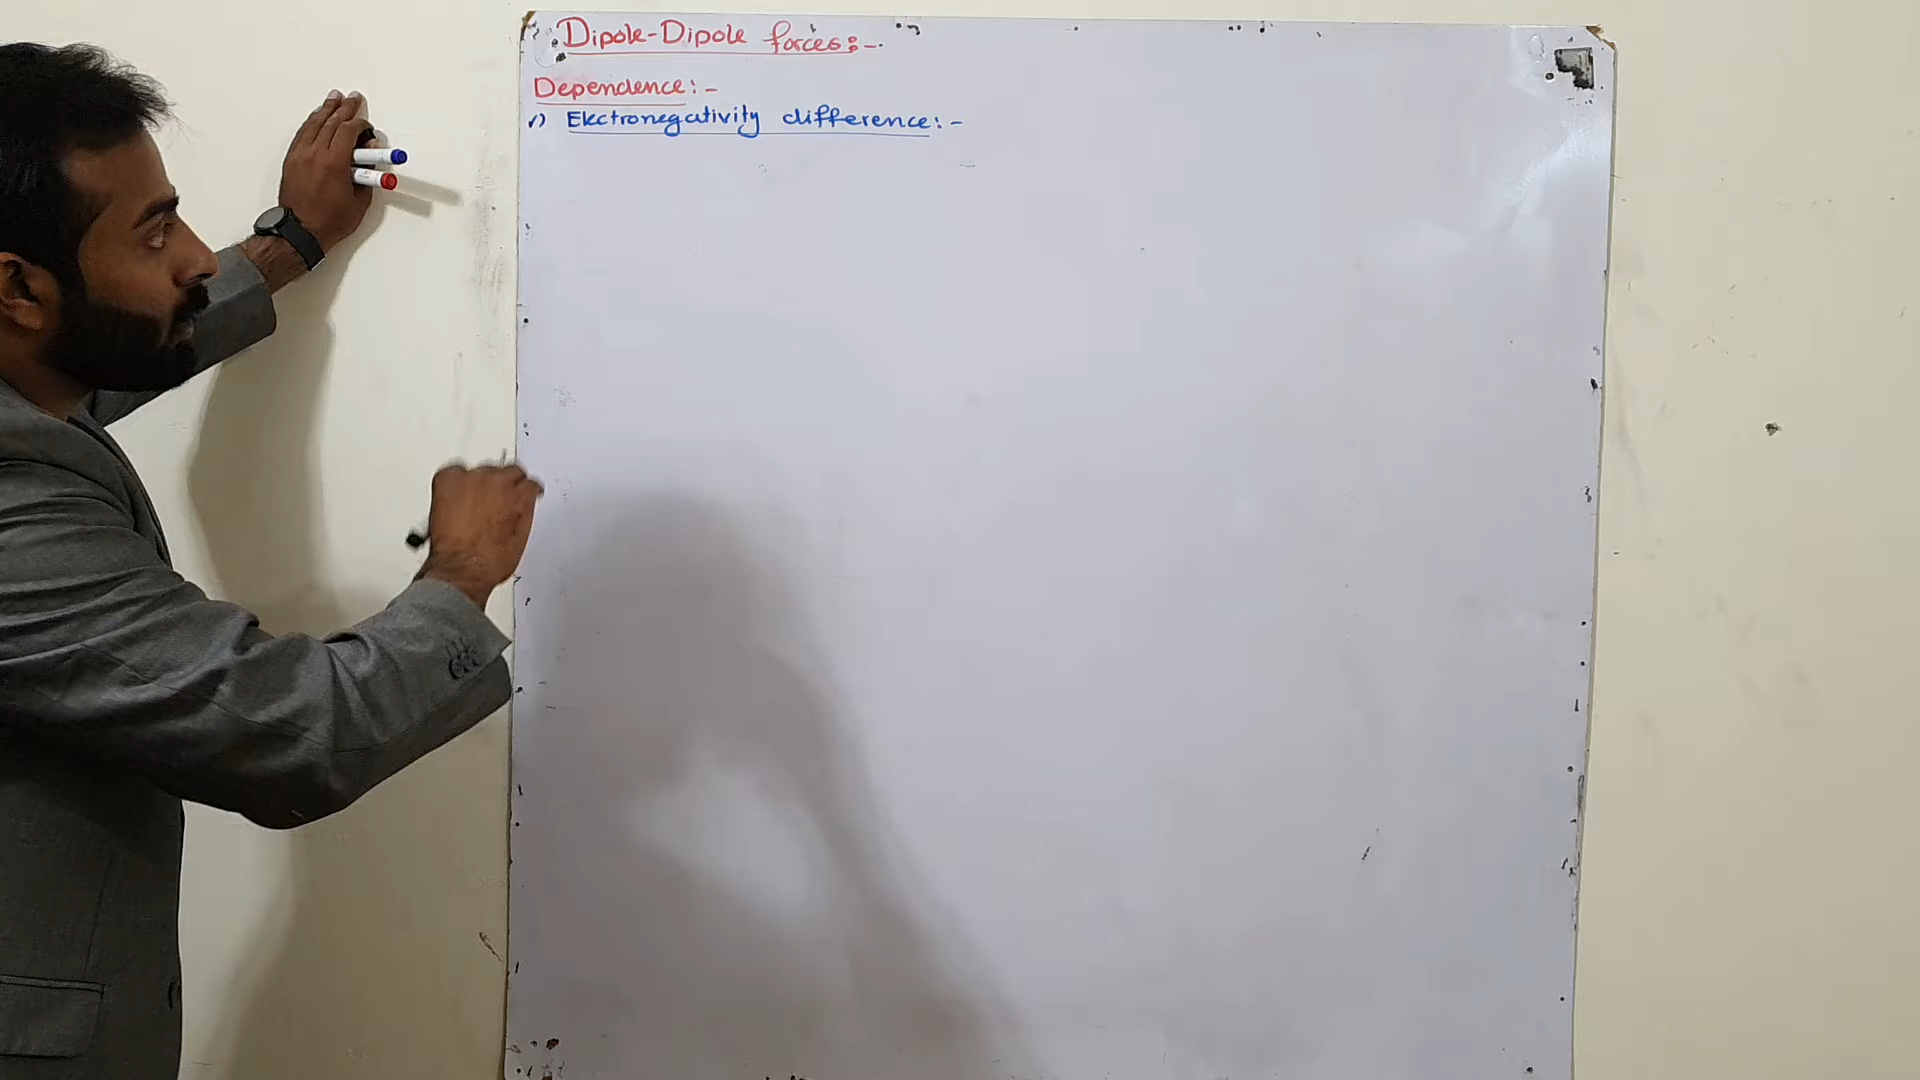 Dipole-Dipole forces:-
Dependence:-
1) Electronegativity difference:-